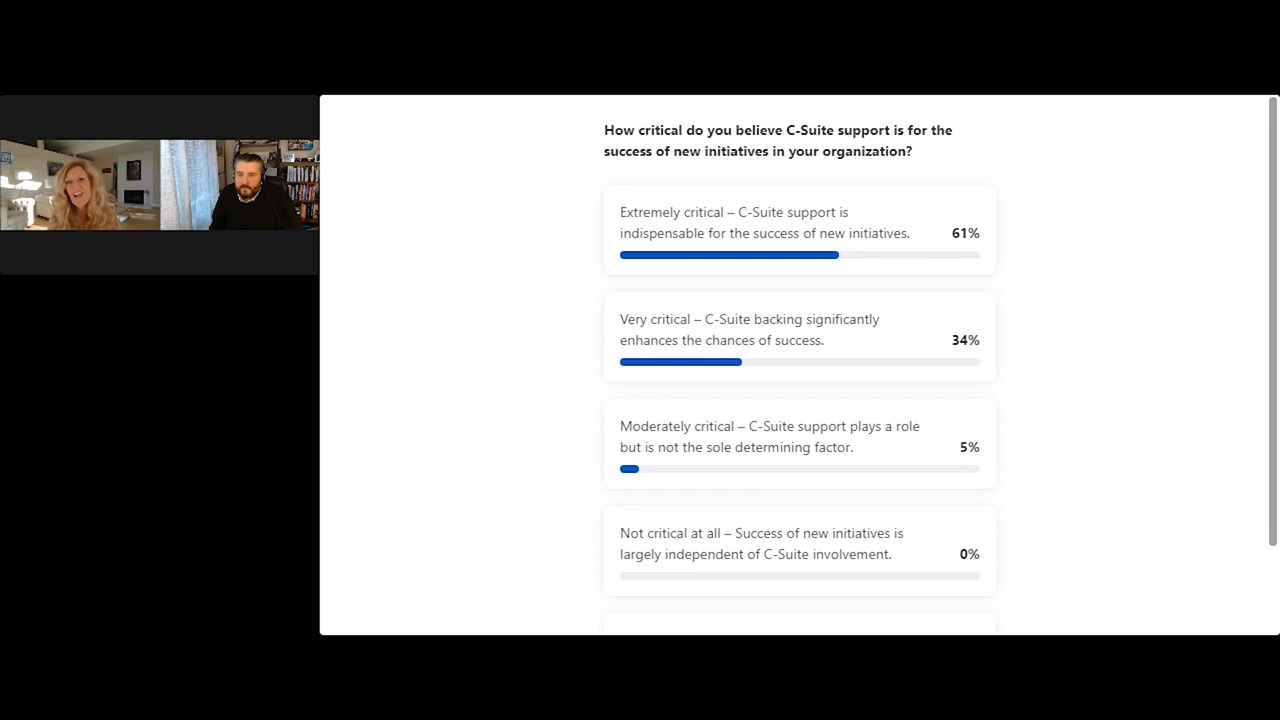 How critical do you believe C-Suite support is for the
success of new initiatives in your organization?
Extremely critical – C-Suite support is
indispensable for the success of new initiatives.
61%
Very critical – C-Suite backing significantly
enhances the chances of success.
34%
Moderately critical – C-Suite support plays a role
but is not the sole determining factor.
5%
Not critical at all – Success of new initiatives is
largely independent of C-Suite involvement.
0%